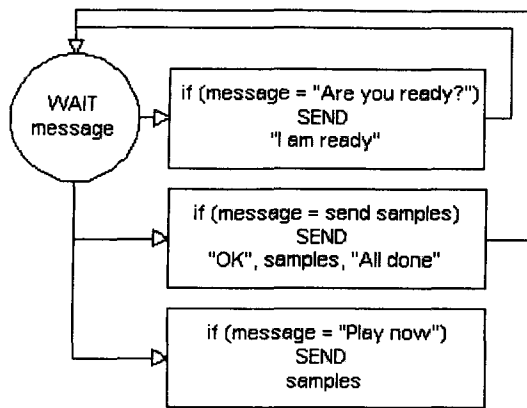 WAIT
message
if (message = "Are you ready?")
SEND
"I am ready"
if (message = send samples)
SEND
"OK", samples, "All done"
if (message = "Play now")
SEND
samples